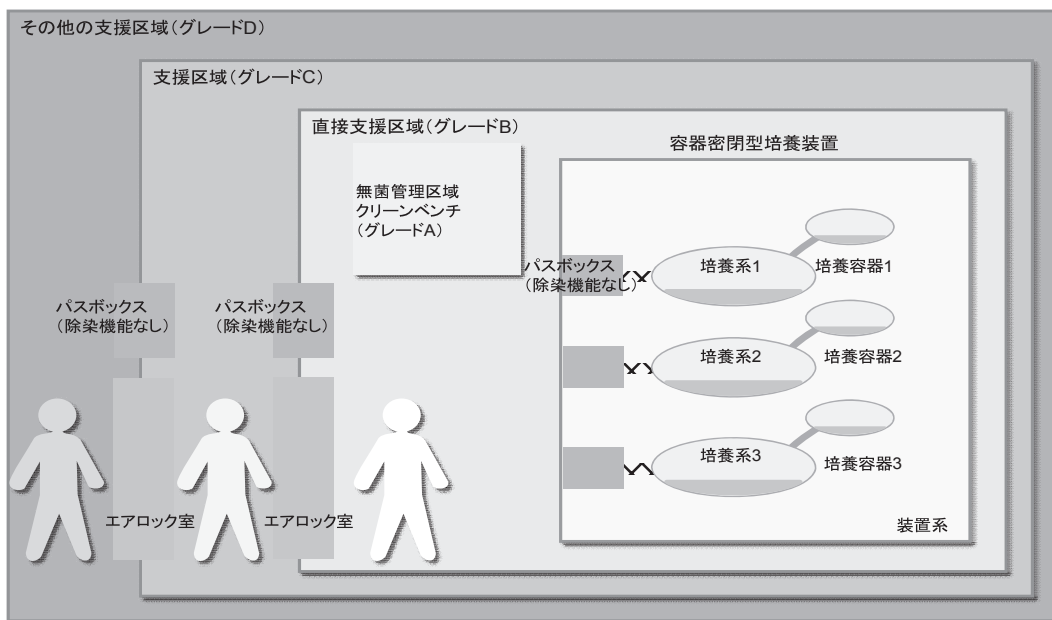 その他の支援区域（グレードD）
支援区域（グレードC）
直接支援区域（グレードB）
容器密閉型培養装置
無菌管理区域
クリーンベンチ
（グレードA）
パスボックス
（除染機能なし）
培養系1
培養容器1
パスボックス
（除染機能なし）
パスボックス
（除染機能なし）
培養系2
培養容器2
培養系3
培養容器3
エアロック室
エアロック室
装置系